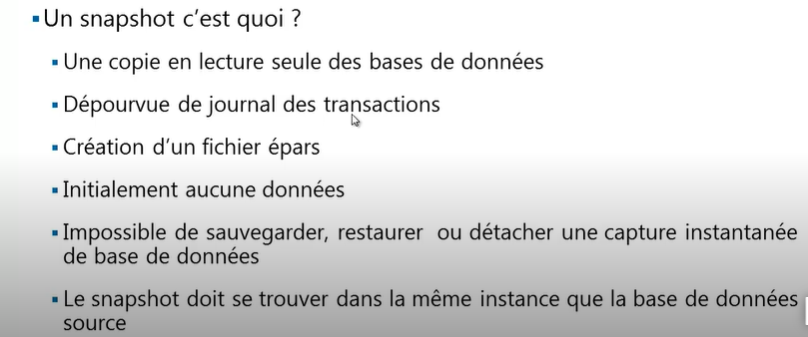 Un snapshot c'est quoi ?
Une copie en lecture seule des bases de données
Dépourvue de journal des transactions
Création d'un fichier épars
Initialement aucune données
Impossible de sauvegarder, restaurer ou détacher une capture instantanée
de base de données
Le snapshot doit se trouver dans la même instance que la base de données
source